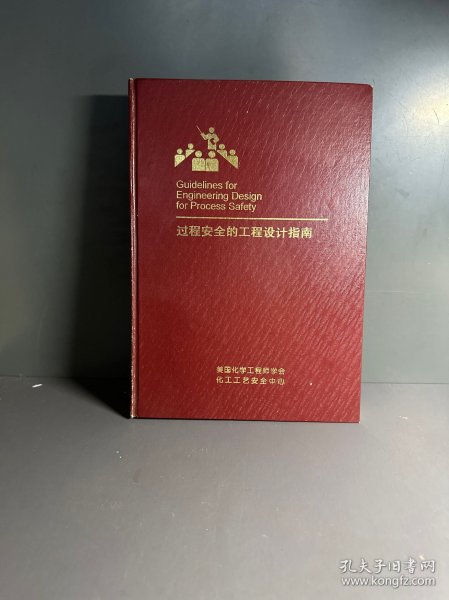 Guidelines for
Engineering Design
for Process Safety
过程安全的工程设计指南
美国化学工程师学会
化工工艺安全中心
孔夫子旧书网
www.kongfz.com